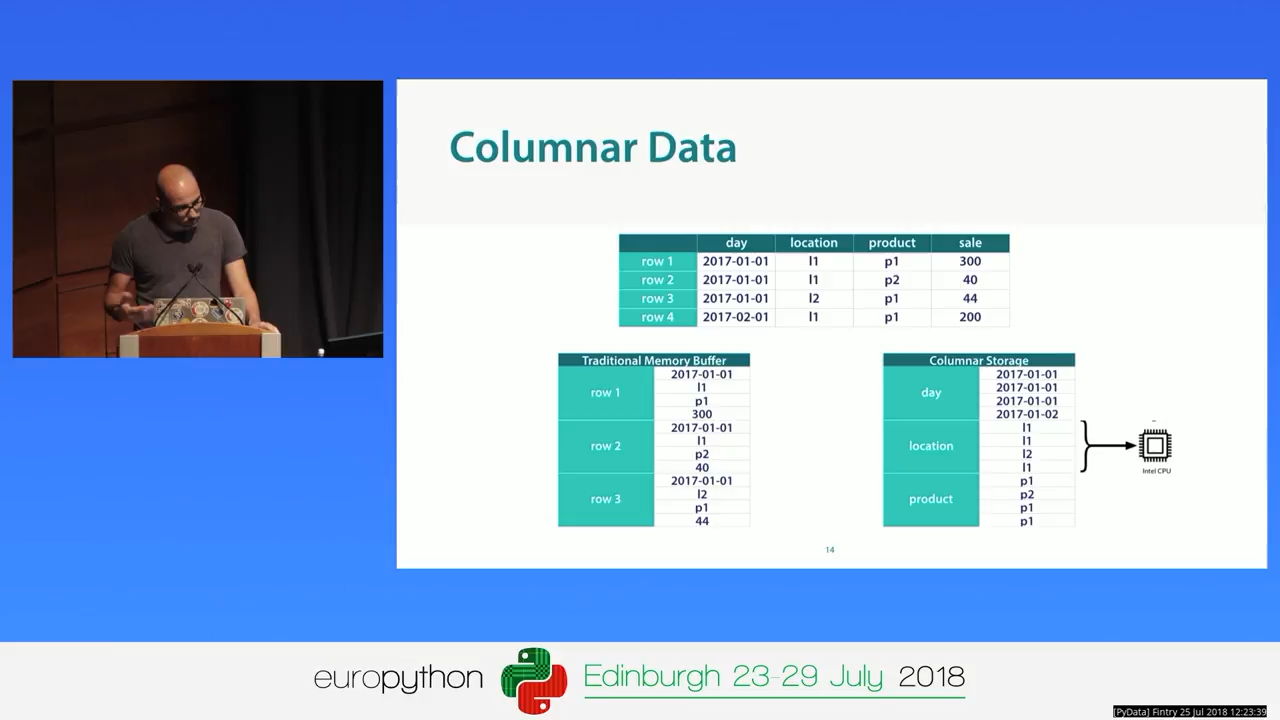 Columnar Data
day location product sale
row 1 2017-01-01 l1 p1 300
row 2 2017-01-01 l1 p2 40
row 3 2017-01-01 l2 p1 44
row 4 2017-02-01 l1 p1 200
Traditional Memory Buffer
row 1
2017-01-01
l1
p1
300
row 2
2017-01-01
l1
p2
40
row 3
2017-01-01
l2
p1
44
Columnar Storage
day
2017-01-01
2017-01-01
2017-01-01
2017-01-02
location
l1
l1
l2
l1
product
p1
p2
p1
p1
Intel CPU
14
europython Edinburgh 23-29 July 2018
[PyData] Fintry 25 Jul 2018 12:23:39